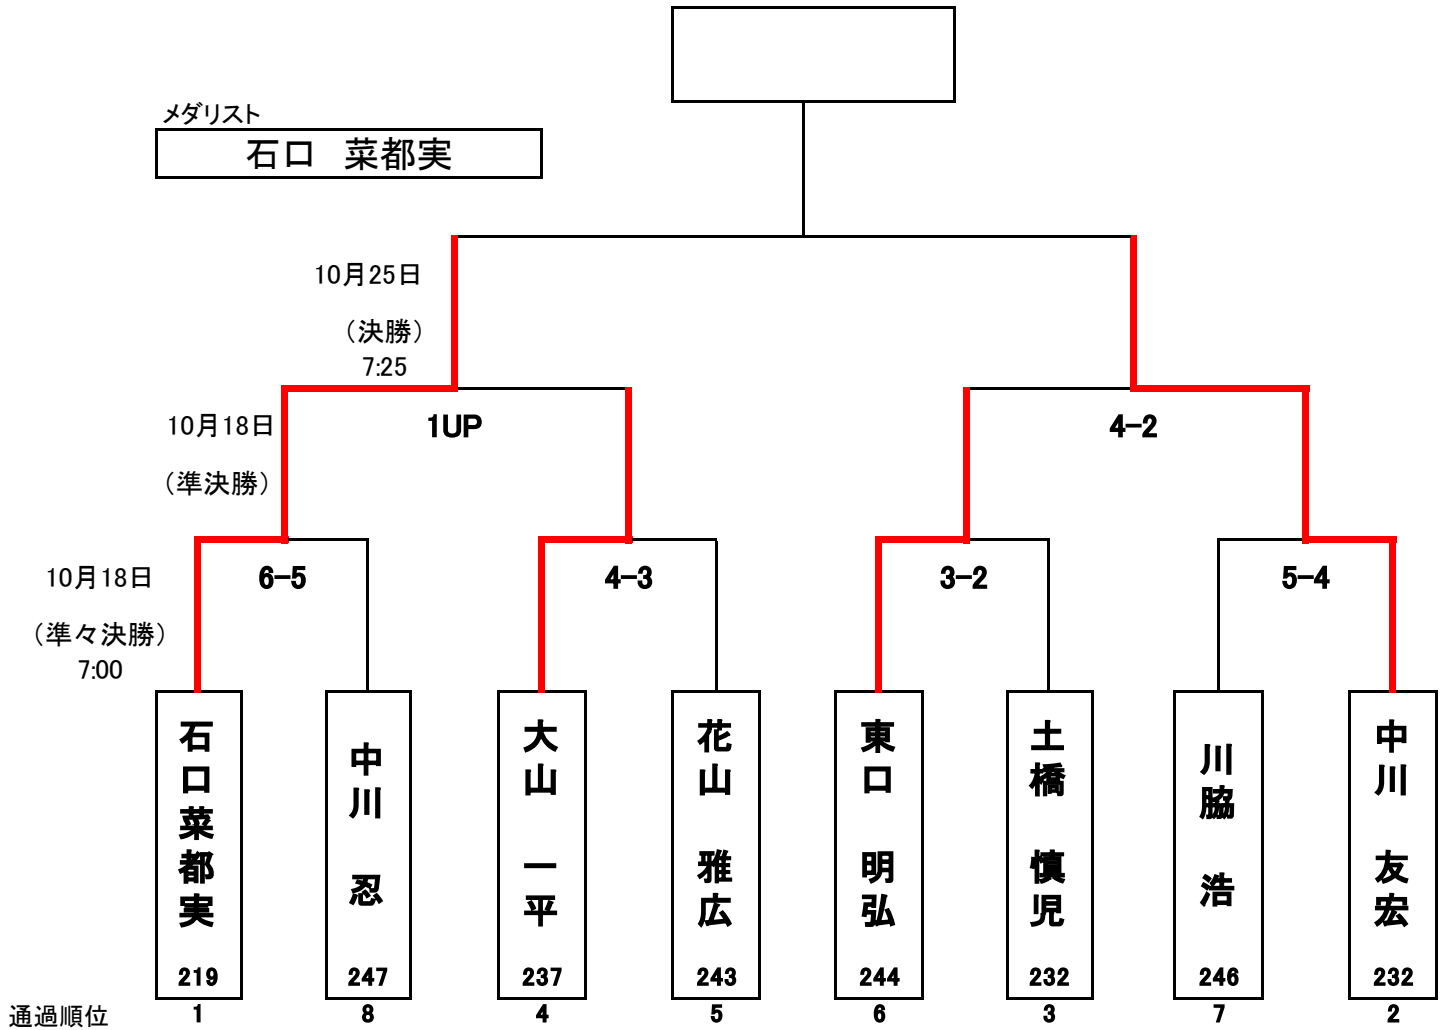 メダリスト
石口 菜都実
10月25日
（決勝）
7:25
10月18日
（準決勝）
1UP
4-2
10月18日
（準々決勝）
7:00
6-5
4-3
3-2
5-4
石口菜都実
中川 忍
大山 一平
花山 雅広
東口 明弘
土橋 慎児
川脇 浩
中川 友宏
219 247 237 243 244 232 246 232
通過順位 1 8 4 5 6 3 7 2